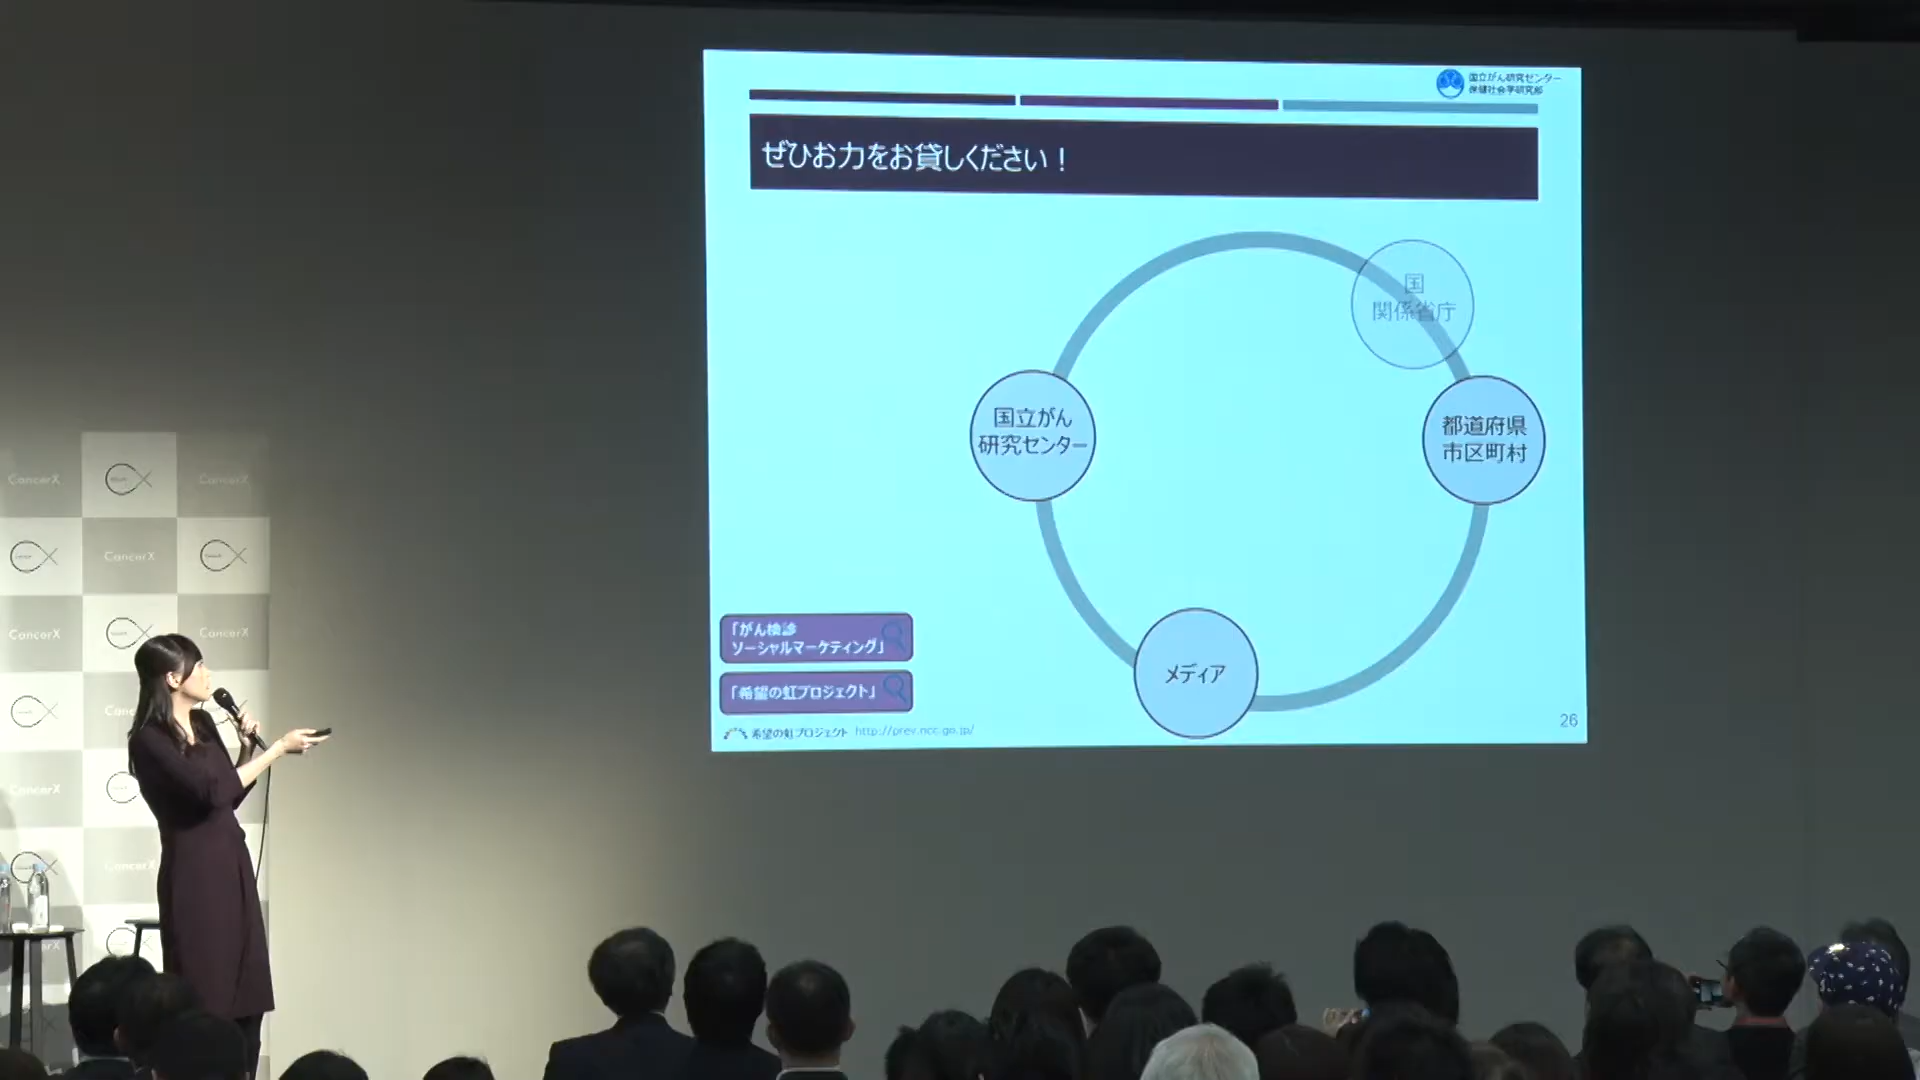 国立がん研究センター
保健社会学研究部
ぜひお力をお貸しください！
国
関係省庁
国立がん
研究センター
都道府県
市区町村
メディア
「がん検診
ソーシャルマーケティング」
「希望の虹プロジェクト」
希望の虹プロジェクト http://prev.ncc.go.jp/
26
CancerX
CancerX
CancerX
CancerX
CancerX
CancerX
CancerX